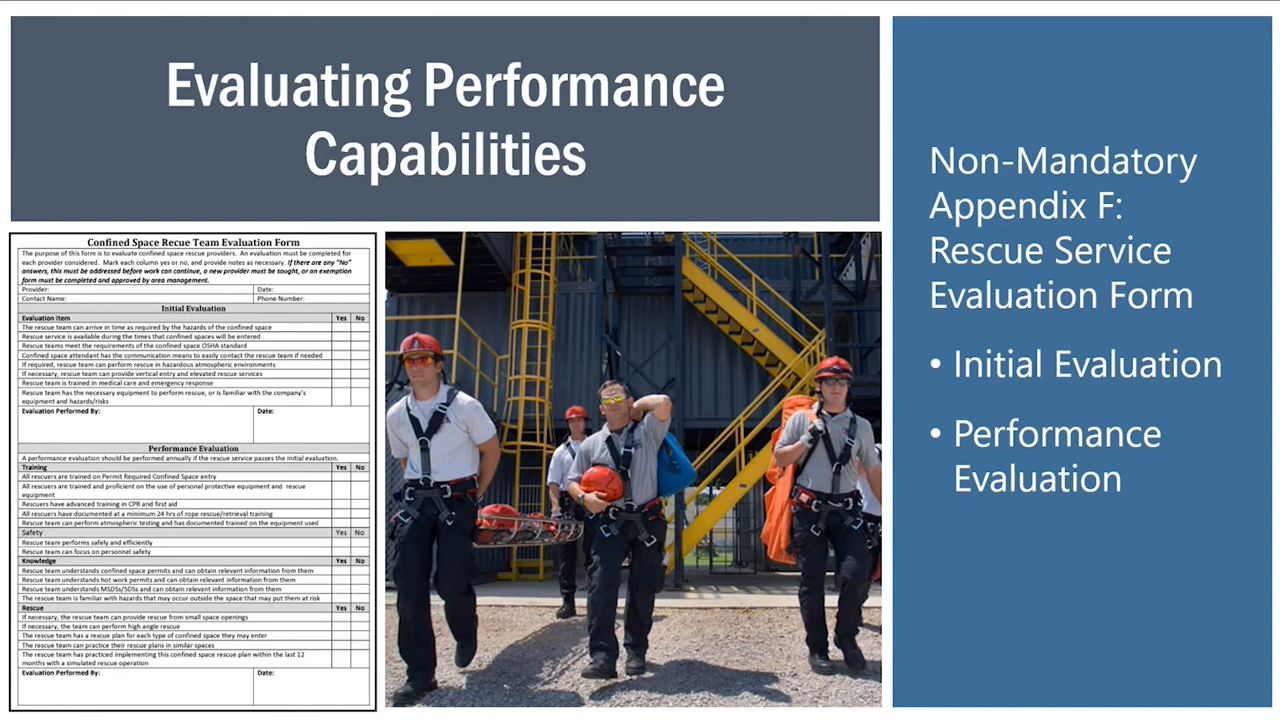 Evaluating Performance
Capabilities
Non-Mandatory
Appendix F:
Rescue Service
Evaluation Form
• Initial Evaluation
• Performance
Evaluation
Confined Space Recue Team Evaluation Form
The purpose of this form is to evaluate confined space rescue providers. An evaluation must be completed for
each provider considered. Mark each column yes or no, and provide notes as necessary. If there are any "No"
answers, this must be addressed before work can continue, a new provider must be sought, or an exemption
form must be completed and approved by area management.
Provider: Date:
Contact Name: Phone Number:
Initial Evaluation
Evaluation Item Yes No
The rescue team can arrive in time as required by the hazards of the confined space
Rescue service is available during the times that confined spaces will be entered
Rescue teams meet the requirements of the confined space OSHA standard
Confined space attendant has the communication means to easily contact the rescue team if needed
If required, rescue team can perform rescue in hazardous atmospheric environments
If necessary, rescue team can provide vertical entry and elevated rescue services
Rescue team is trained in medical care and emergency response
Rescue team has the necessary equipment to perform rescue, or is familiar with the company's
equipment and hazards/risks
Evaluation Performed By: Date:
Performance Evaluation
A performance evaluation should be performed annually if the rescue service passes the initial evaluation.
Training Yes No
All rescuers are trained on Permit Required Confined Space entry
All rescuers are trained and proficient on the use of personal protective equipment and rescue
equipment
Rescuers have advanced training in CPR and first aid
All rescuers have documented at a minimum 24 hrs of rope rescue/retrieval training
Rescue team can perform atmospheric testing and has documented trained on the equipment used
Safety Yes No
Rescue team performs safely and efficiently
Rescue team can focus on personnel safety
Knowledge Yes No
Rescue team understands confined space permits and can obtain relevant information from them
Rescue team understands hot work permits and can obtain relevant information from them
Rescue team understands MSDSs/SDSs and can obtain relevant information from them
The rescue team is familiar with hazards that may occur outside the space that may put them at risk
Rescue Yes No
If necessary, the rescue team can provide rescue from small space openings
If necessary, the team can perform high angle rescue
The rescue team has a rescue plan for each type of confined space they may enter
The rescue team can practice their rescue plans in similar spaces
The rescue team has practiced implementing this confined space rescue plan within the last 12
months with a simulated rescue operation
Evaluation Performed By: Date: